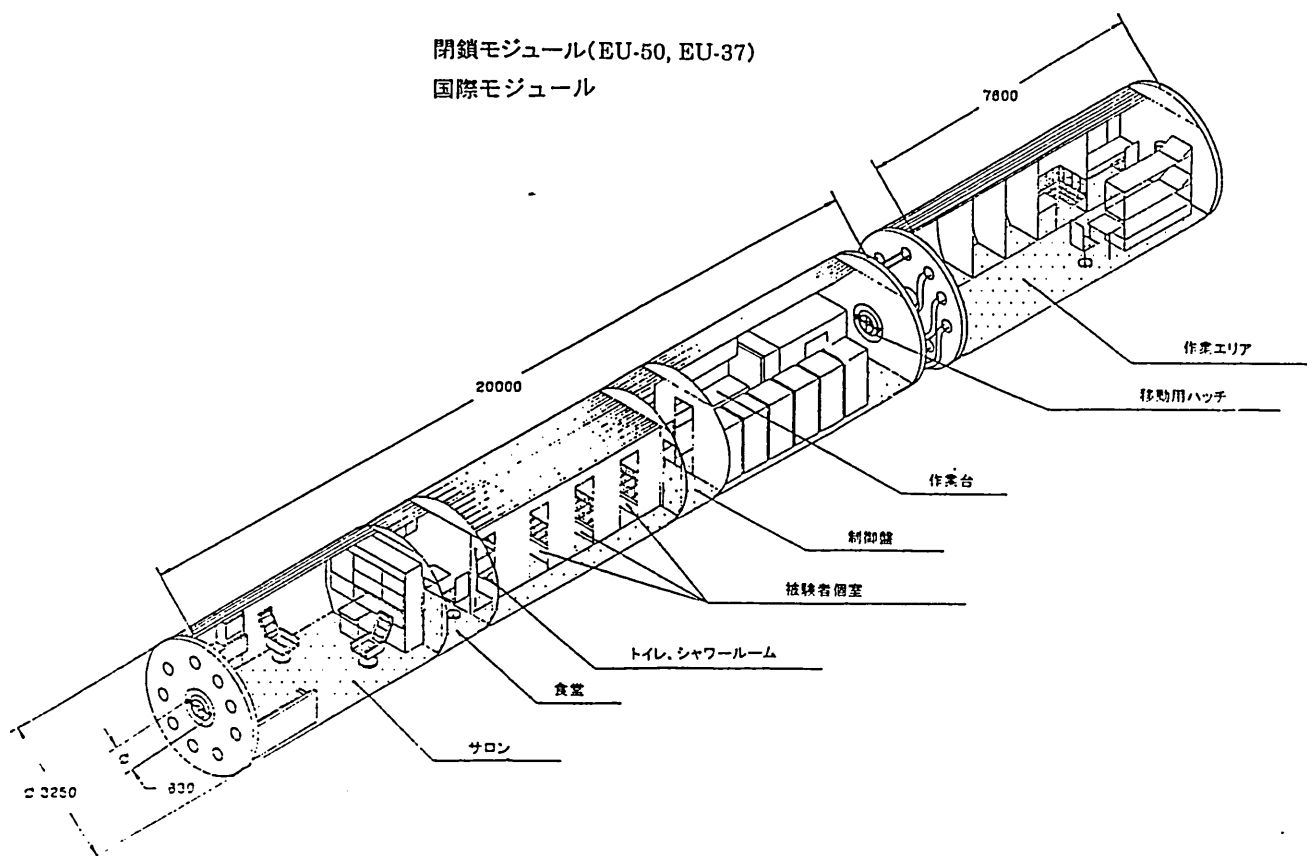 閉鎖モジュール(EU-50, EU-37)
国際モジュール
7600
20000
作業エリア
移動用ハッチ
作業台
制御盤
被験者個室
トイレ、シャワールーム
食堂
サロン
630
3250